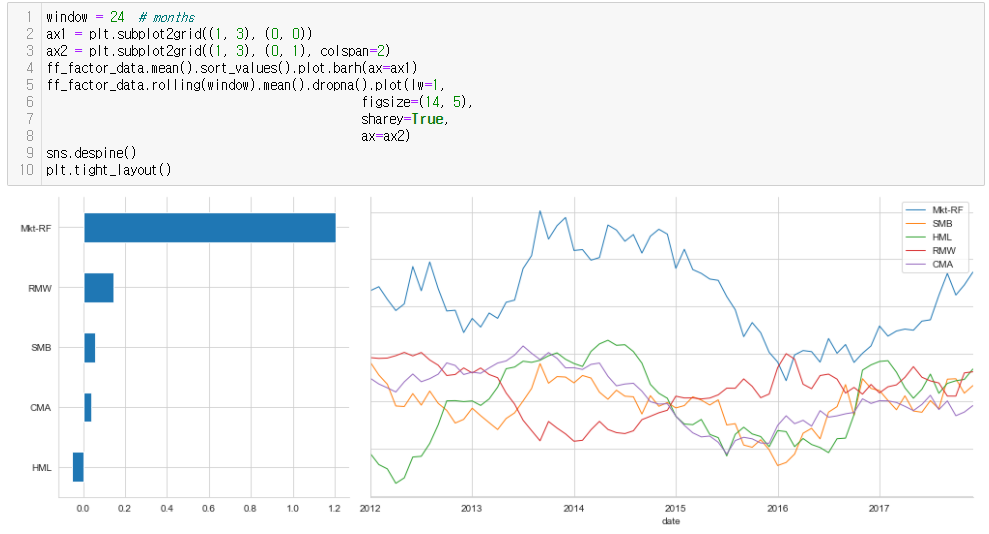 1 window = 24 # months
2 ax1 = plt.subplot2grid((1, 3), (0, 0))
3 ax2 = plt.subplot2grid((1, 3), (0, 1), colspan=2)
4 ff_factor_data.mean().sort_values().plot.barh(ax=ax1)
5 ff_factor_data.rolling(window).mean().dropna().plot(lw=1,
6 figsize=(14, 5),
7 sharey=True,
8 ax=ax2)
9 sns.despine()
10 plt.tight_layout()
Mkt-RF
RMW
SMB
CMA
HML
0.0 0.2 0.4 0.6 0.8 1.0 1.2
Mkt-RF
SMB
HML
RMW
CMA
2012 2013 2014 2015 2016 2017
date